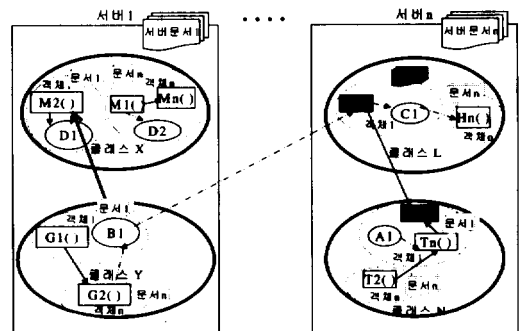 서버1
서버문서1
....
서버n
서버문서n
객체1
문서1
문서n
객체n
M2( )
M1(
Mn( )
D1
D2
클래스 X
문서1
객체1
G1( )
B1
클래스 Y
G2( )
문서n
객체n
문서n
객체1
C1
Hn( )
객체n
클래스 L
문서1
A1
Tn( )
객체1
T2( )
문서n
객체n
클래스 N